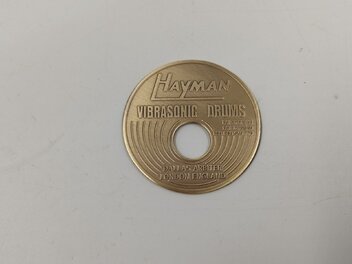 HAYMAN
VIBRASONIC DRUMS
DALLAS ARBITER
LONDON ENGLAND